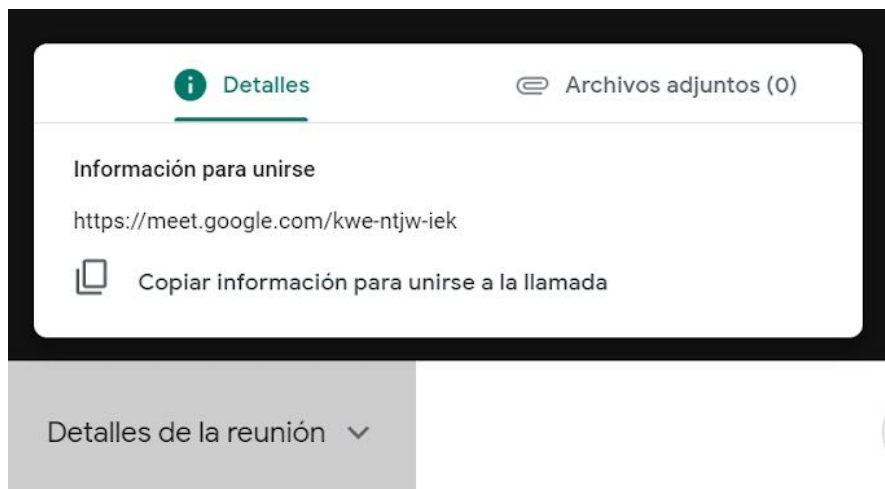 Detalles
Archivos adjuntos (0)
Información para unirse
https://meet.google.com/kwe-ntjw-iek
Copiar información para unirse a la llamada
Detalles de la reunión